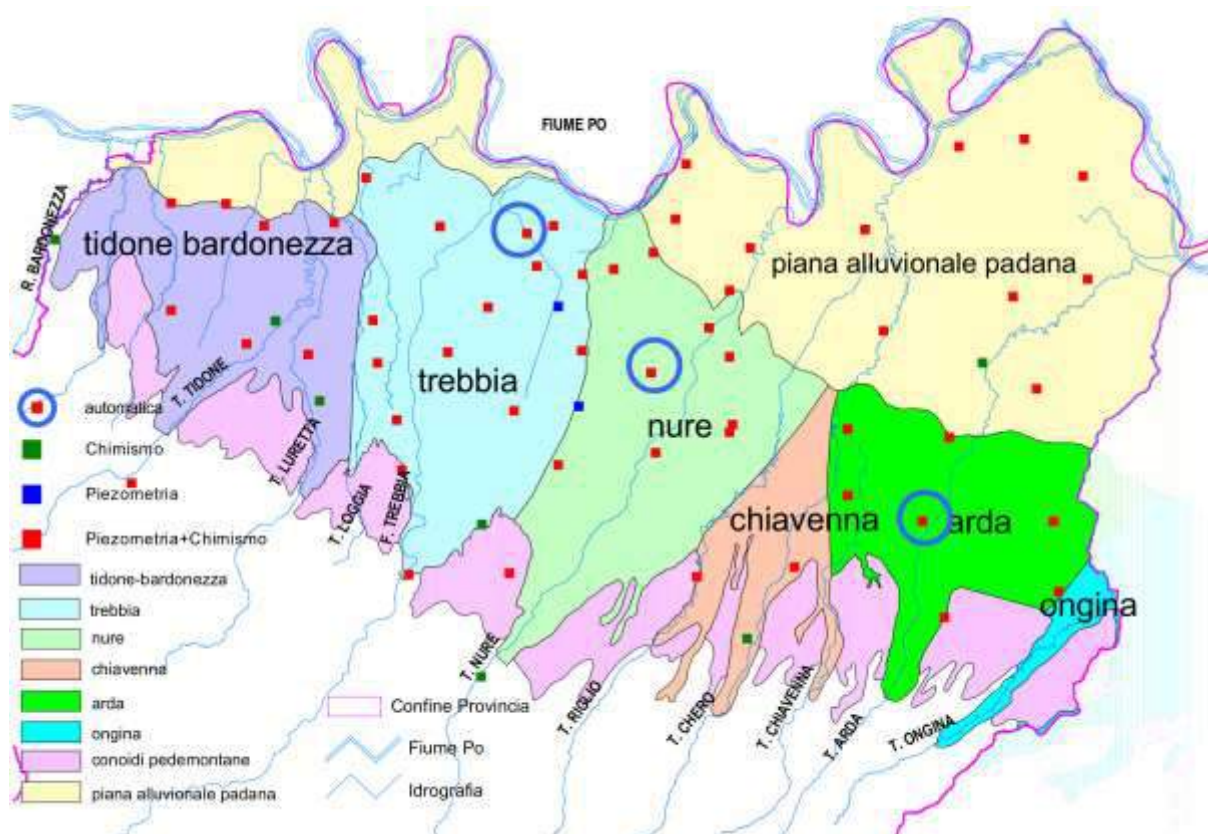 FIUME PO
R. BARDONEZZA
tidone bardonezza
piana alluvionale padana
trebbia
nure
T. TIDONE
T. LURETTA
T. LOGGIA
F. TREBBIA
chiavenna
arda
ongina
T. NURE
T. RIGLIO
T. CHERO
T. CHIAVENNA
T. ARDA
T. ONGINA
automatica
Chimismo
Piezometria
Piezometria+Chimismo
tidone-bardonezza
trebbia
nure
chiavenna
arda
ongina
conoidi pedemontane
piana alluvionale padana
Confine Provincia
Fiume Po
Idrografia